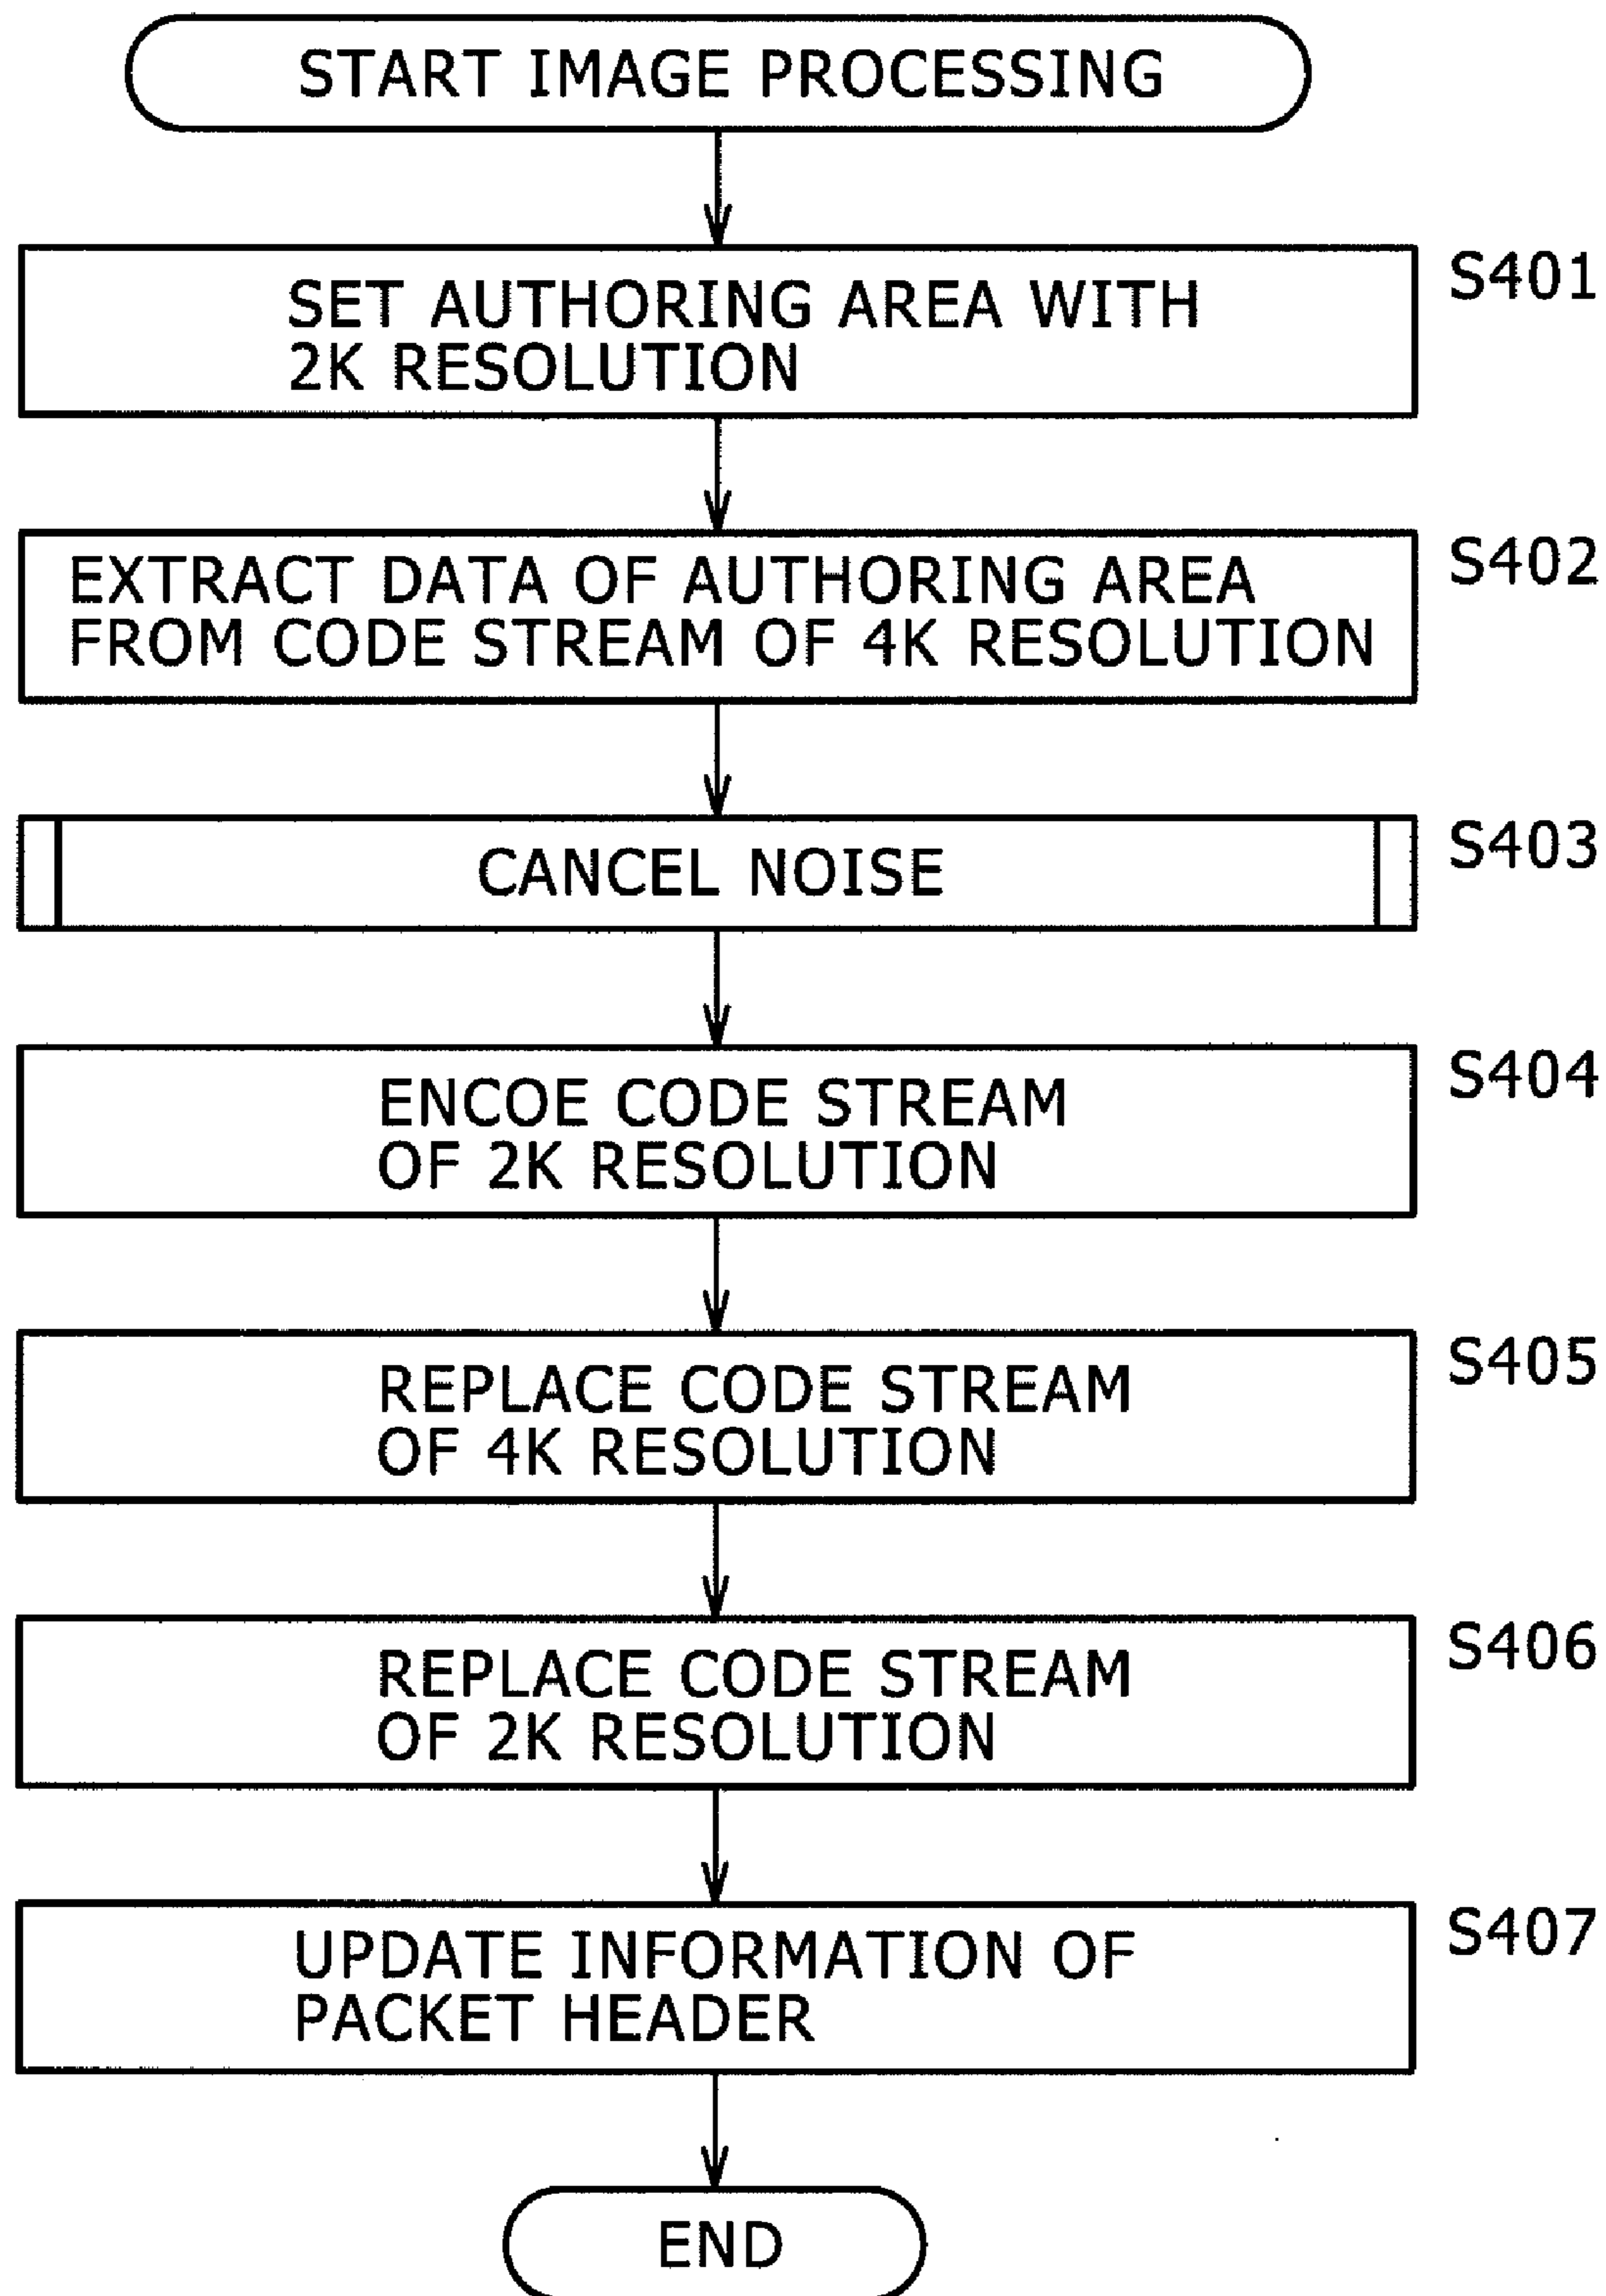 START IMAGE PROCESSING
SET AUTHORING AREA WITH
2K RESOLUTION
S401
EXTRACT DATA OF AUTHORING AREA
FROM CODE STREAM OF 4K RESOLUTION
S402
CANCEL NOISE
S403
ENCOE CODE STREAM
OF 2K RESOLUTION
S404
REPLACE CODE STREAM
OF 4K RESOLUTION
S405
REPLACE CODE STREAM
OF 2K RESOLUTION
S406
UPDATE INFORMATION OF
PACKET HEADER
S407
END